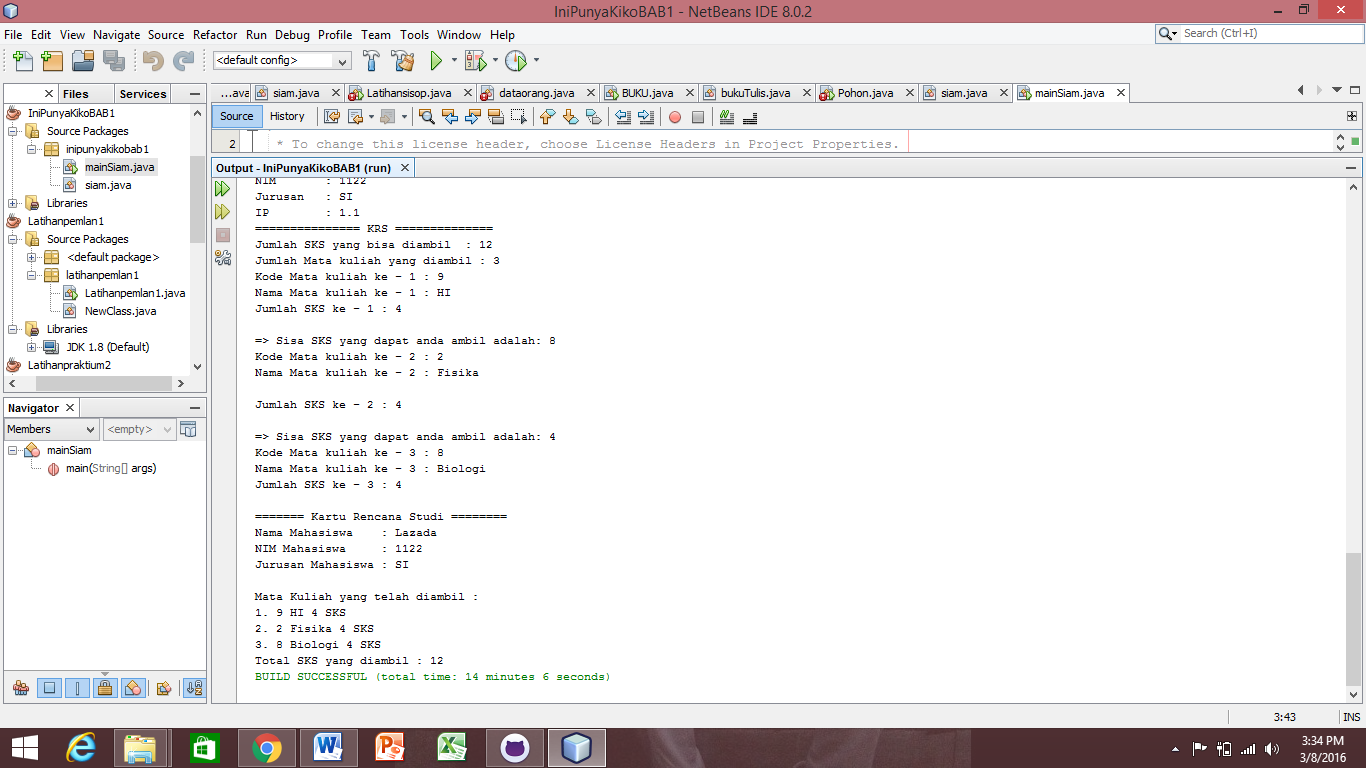 IniPunyaKikoBAB1 - NetBeans IDE 8.0.2
File Edit View Navigate Source Refactor Run Debug Profile Team Tools Window Help
Search (Ctrl+I)
<default config>
Files Services
...ava siam.java Latihansisop.java dataorang.java BUKU.java bukuTulis.java Pohon.java siam.java mainSiam.java
Source History
2 * To change this license header, choose License Headers in Project Properties.
IniPunyaKikoBAB1
Source Packages
inipunyakikobab1
mainSiam.java
siam.java
Libraries
Latihanpemlan1
Source Packages
<default package>
latihanpemlan1
Latihanpemlan1.java
NewClass.java
Libraries
JDK 1.8 (Default)
Latihanpraktium2
Navigator
Members <empty>
mainSiam
main(String[] args)
Output - IniPunyaKikoBAB1 (run)
NIM : 1122
Jurusan : SI
IP : 1.1
=============== KRS ==============
Jumlah SKS yang bisa diambil : 12
Jumlah Mata kuliah yang diambil : 3
Kode Mata kuliah ke - 1 : 9
Nama Mata kuliah ke - 1 : HI
Jumlah SKS ke - 1 : 4
=> Sisa SKS yang dapat anda ambil adalah: 8
Kode Mata kuliah ke - 2 : 2
Nama Mata kuliah ke - 2 : Fisika
Jumlah SKS ke - 2 : 4
=> Sisa SKS yang dapat anda ambil adalah: 4
Kode Mata kuliah ke - 3 : 8
Nama Mata kuliah ke - 3 : Biologi
Jumlah SKS ke - 3 : 4
======= Kartu Rencana Studi ========
Nama Mahasiswa : Lazada
NIM Mahasiswa : 1122
Jurusan Mahasiswa : SI
Mata Kuliah yang telah diambil :
1. 9 HI 4 SKS
2. 2 Fisika 4 SKS
3. 8 Biologi 4 SKS
Total SKS yang diambil : 12
BUILD SUCCESSFUL (total time: 14 minutes 6 seconds)
3:43 INS
3:34 PM
3/8/2016